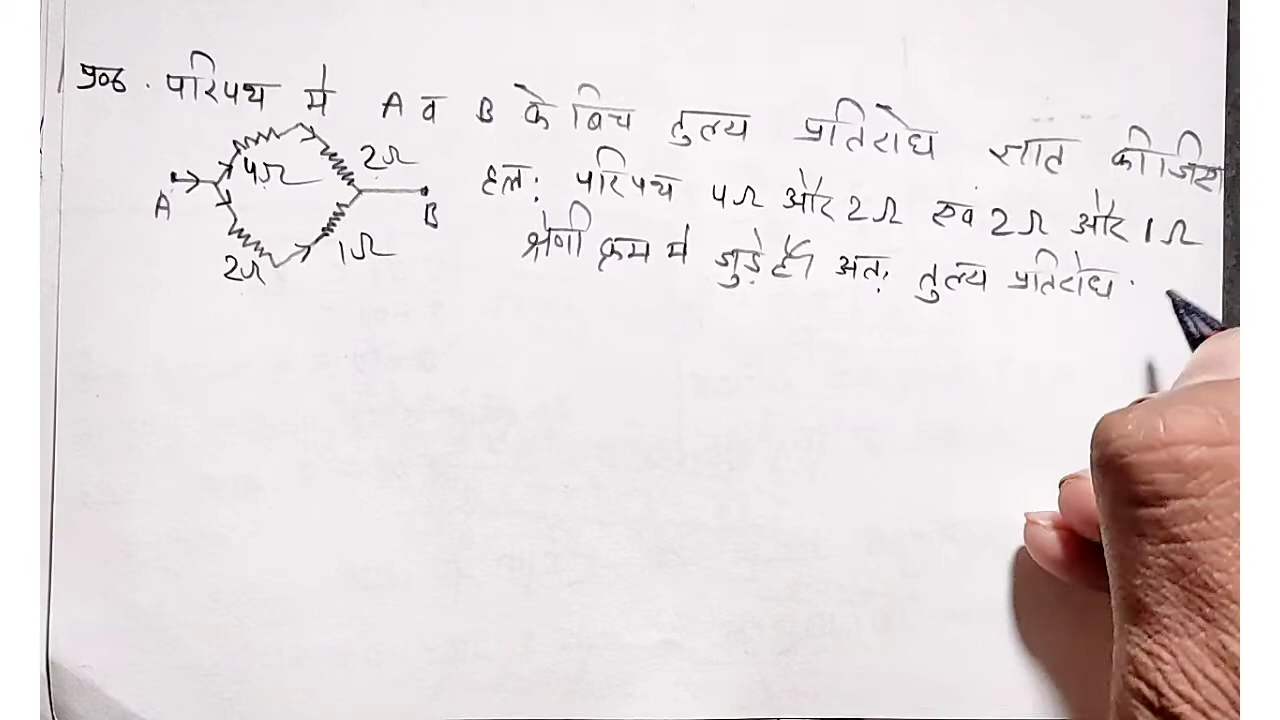 प्र०6. परिपथ में A व B के बिच तुल्य प्रतिरोध ज्ञात कीजिए
4Ω 2Ω
A B
2Ω 1Ω
हल: परिपथ 4Ω और 2Ω एवं 2Ω और 1Ω
श्रेणी क्रम मे जुड़े हैं। अत: तुल्य प्रतिरोध